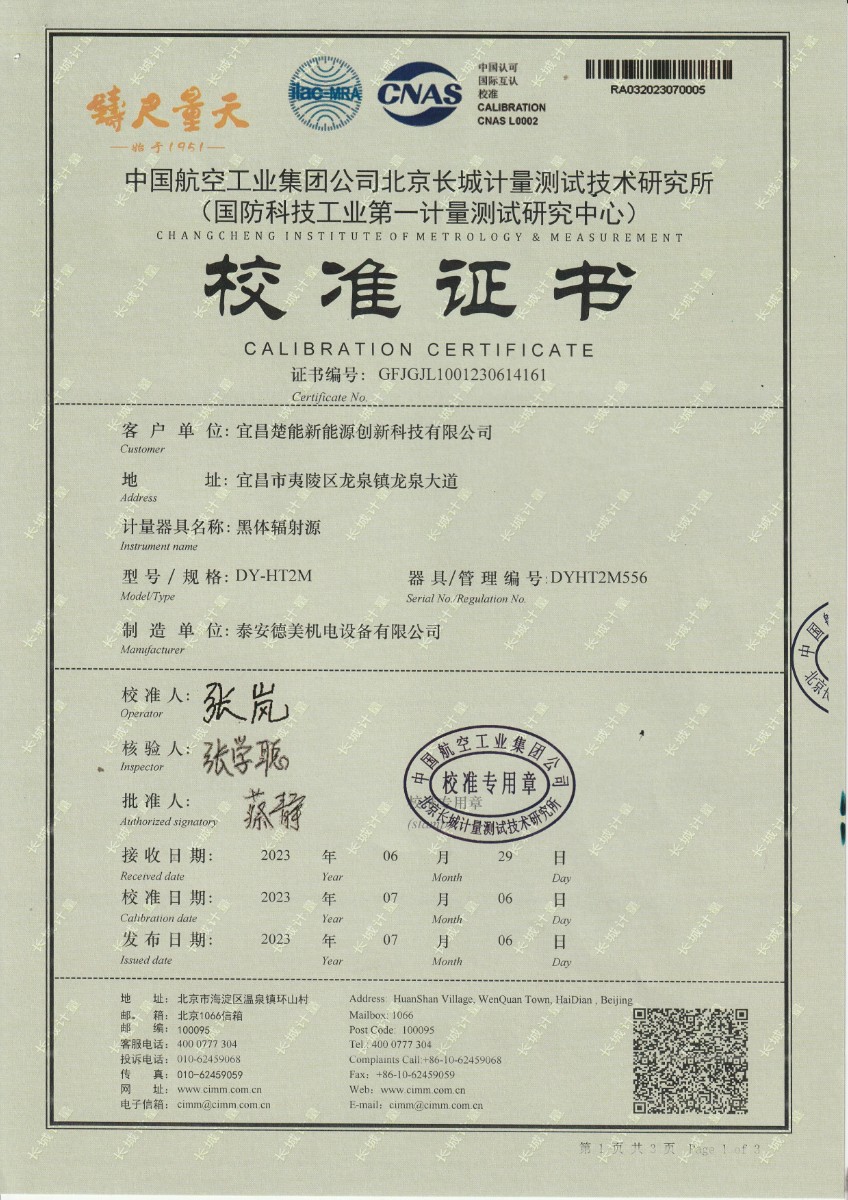 鑄尺量天
始于1951
ilac-MRA
CNAS
中国认可
国际互认
校准
CALIBRATION
CNAS L0002
RA032023070005
中国航空工业集团公司北京长城计量测试技术研究所
（国防科技工业第一计量测试研究中心）
CHANGCHENG INSTITUTE OF METROLOGY & MEASUREMENT
校准证书
CALIBRATION CERTIFICATE
证书编号： GFJGJL1001230614161
Certificate No.
客户单位: 宜昌楚能新能源创新科技有限公司
Customer
地址: 宜昌市夷陵区龙泉镇龙泉大道
Address
计量器具名称: 黑体辐射源
Instrument name
型号/规格: DY-HT2M 器具/管理编号: DYHT2M556
Model/Type Serial No./Regulation No.
制造单位: 泰安德美机电设备有限公司
Manufacturer
校准人: 张岚
Operator
核验人: 张学聪
Inspector
批准人: 蔡静
Authorized signatory
中国航空工业集团公司
校准专用章
北京长城计量测试技术研究所
接收日期: 2023 年 06 月 29 日
Received date Year Month Day
校准日期: 2023 年 07 月 06 日
Calibration date Year Month Day
发布日期: 2023 年 07 月 06 日
Issued date Year Month Day
地址: 北京市海淀区温泉镇环山村 Address: HuanShan Village, WenQuan Town, HaiDian , Beijing
邮箱: 北京1066信箱 Mailbox: 1066
邮编: 100095 Post Code: 100095
客服电话: 400 0777 304 Tel.: 400 0777 304
投诉电话: 010-62459068 Complaints Call:+86-10-62459068
传真: 010-62459059 Fax: +86-10-62459059
网址: www.cimm.com.cn Web: www.cimm.com.cn
电子信箱: cimm@cimm.com.cn E-mail: cimm@cimm.com.cn
第 1 页 共 3 页 Page 1 of 3